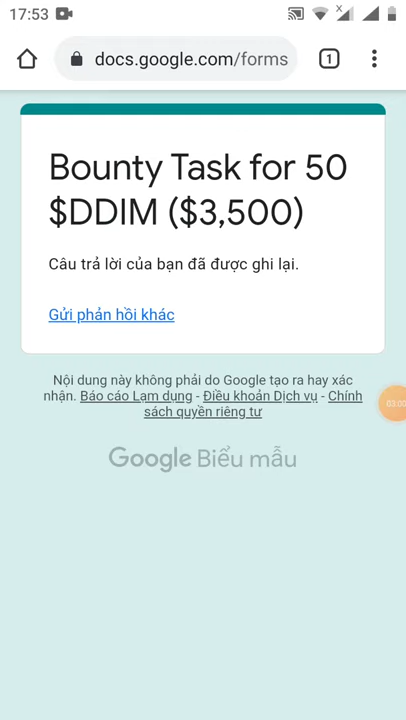 17:53
docs.google.com/forms
1
Bounty Task for 50
$DDIM ($3,500)
Câu trả lời của bạn đã được ghi lại.
Gửi phản hồi khác
Nội dung này không phải do Google tạo ra hay xác
nhận. Báo cáo Lạm dụng - Điều khoản Dịch vụ - Chính
sách quyền riêng tư
03:00
Google Biểu mẫu